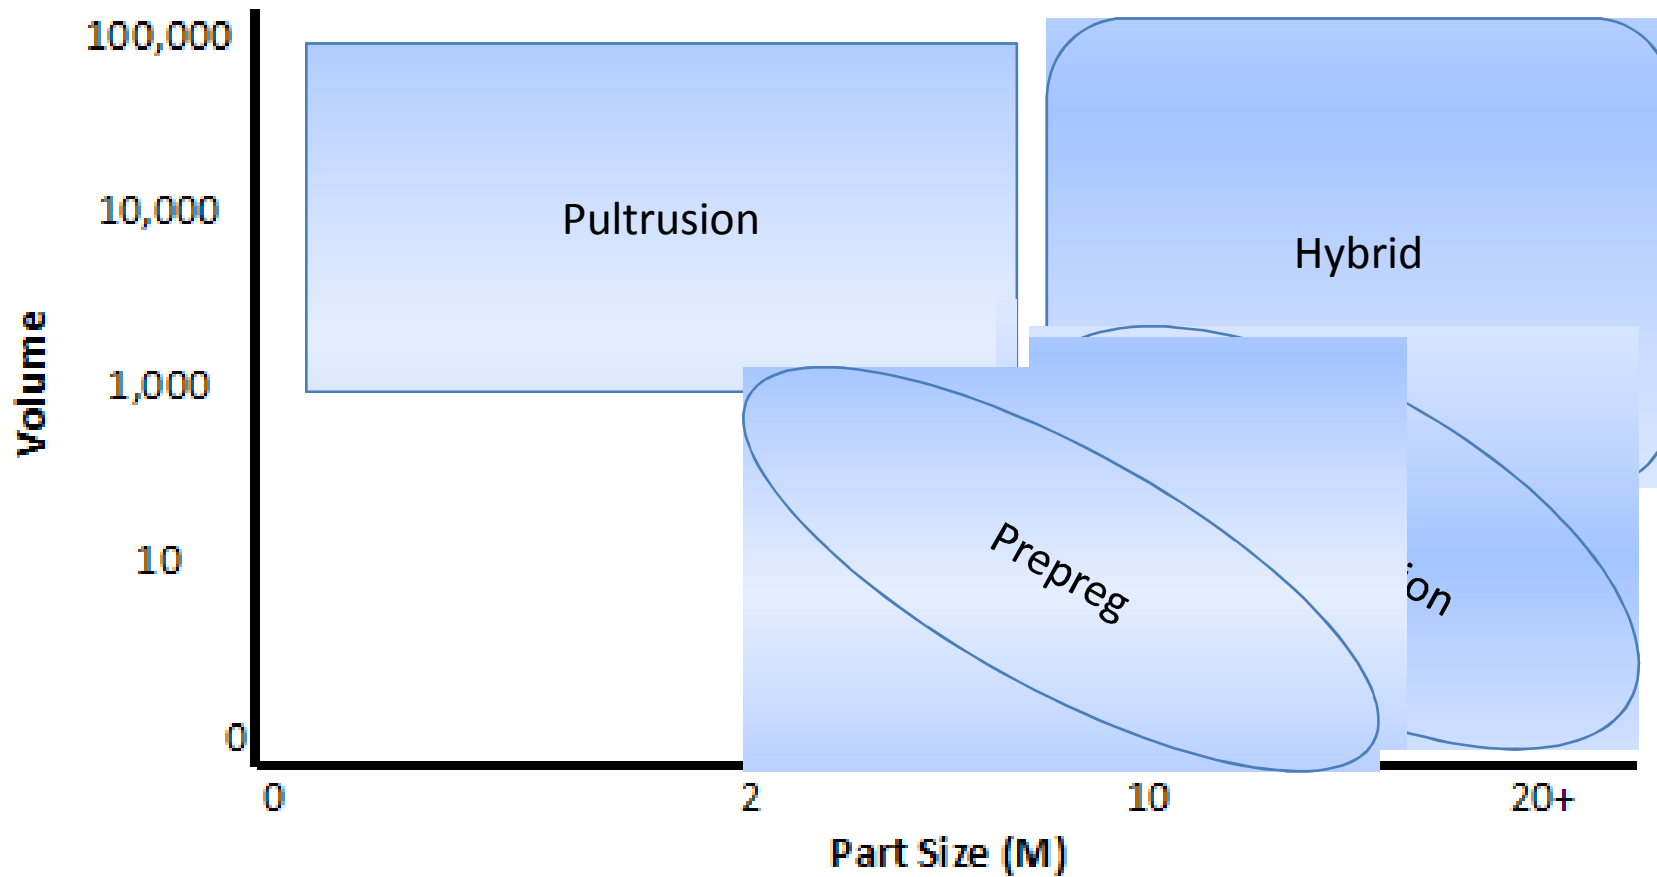 100,000
10,000
1,000
10
0
Volume
Pultrusion
Hybrid
Prepreg
0
2
10
20+
Part Size (M)